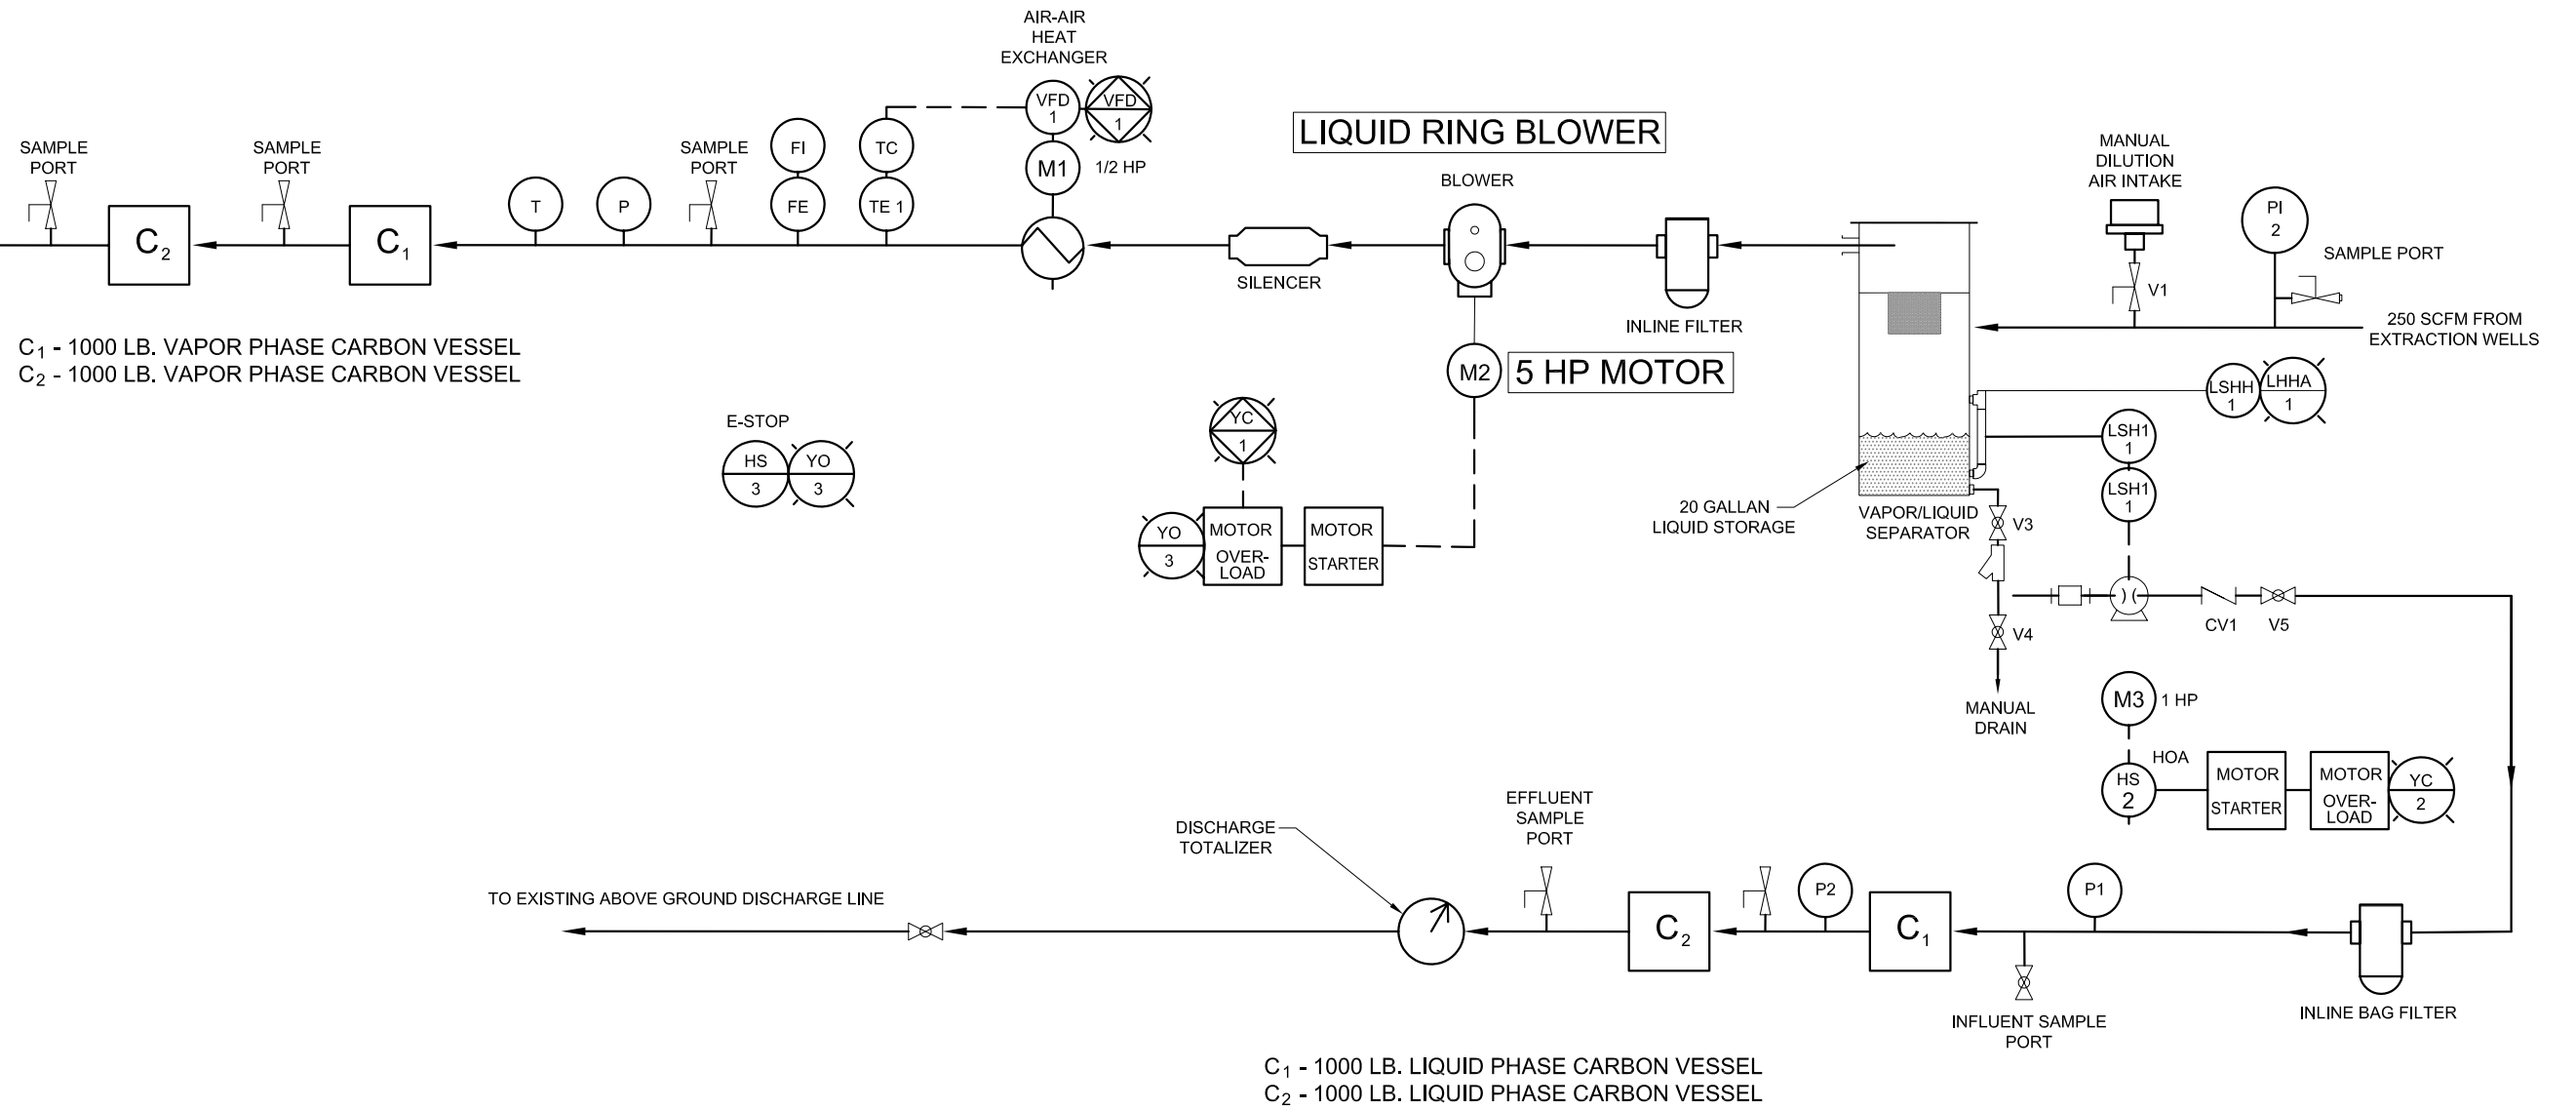 AIR-AIR
HEAT
EXCHANGER
VFD
1
VFD
1
M1
1/2 HP
LIQUID RING BLOWER
BLOWER
SAMPLE
PORT
SAMPLE
PORT
SAMPLE
PORT
FI
FE
TC
TE 1
T
P
C2
C1
SILENCER
INLINE FILTER
MANUAL
DILUTION
AIR INTAKE
V1
PI
2
SAMPLE PORT
250 SCFM FROM
EXTRACTION WELLS
C1 - 1000 LB. VAPOR PHASE CARBON VESSEL
C2 - 1000 LB. VAPOR PHASE CARBON VESSEL
M2
5 HP MOTOR
LSHH
1
LHHA
1
LSH1
1
LSH1
1
E-STOP
HS
3
YO
3
YC
1
YO
3
MOTOR
OVER-
LOAD
MOTOR
STARTER
20 GALLAN
LIQUID STORAGE
VAPOR/LIQUID
SEPARATOR
V3
V4
CV1
V5
MANUAL
DRAIN
M3
1 HP
HOA
HS
2
MOTOR
STARTER
MOTOR
OVER-
LOAD
YC
2
EFFLUENT
SAMPLE
PORT
DISCHARGE
TOTALIZER
TO EXISTING ABOVE GROUND DISCHARGE LINE
C2
P2
C1
P1
INFLUENT SAMPLE
PORT
INLINE BAG FILTER
C1 - 1000 LB. LIQUID PHASE CARBON VESSEL
C2 - 1000 LB. LIQUID PHASE CARBON VESSEL